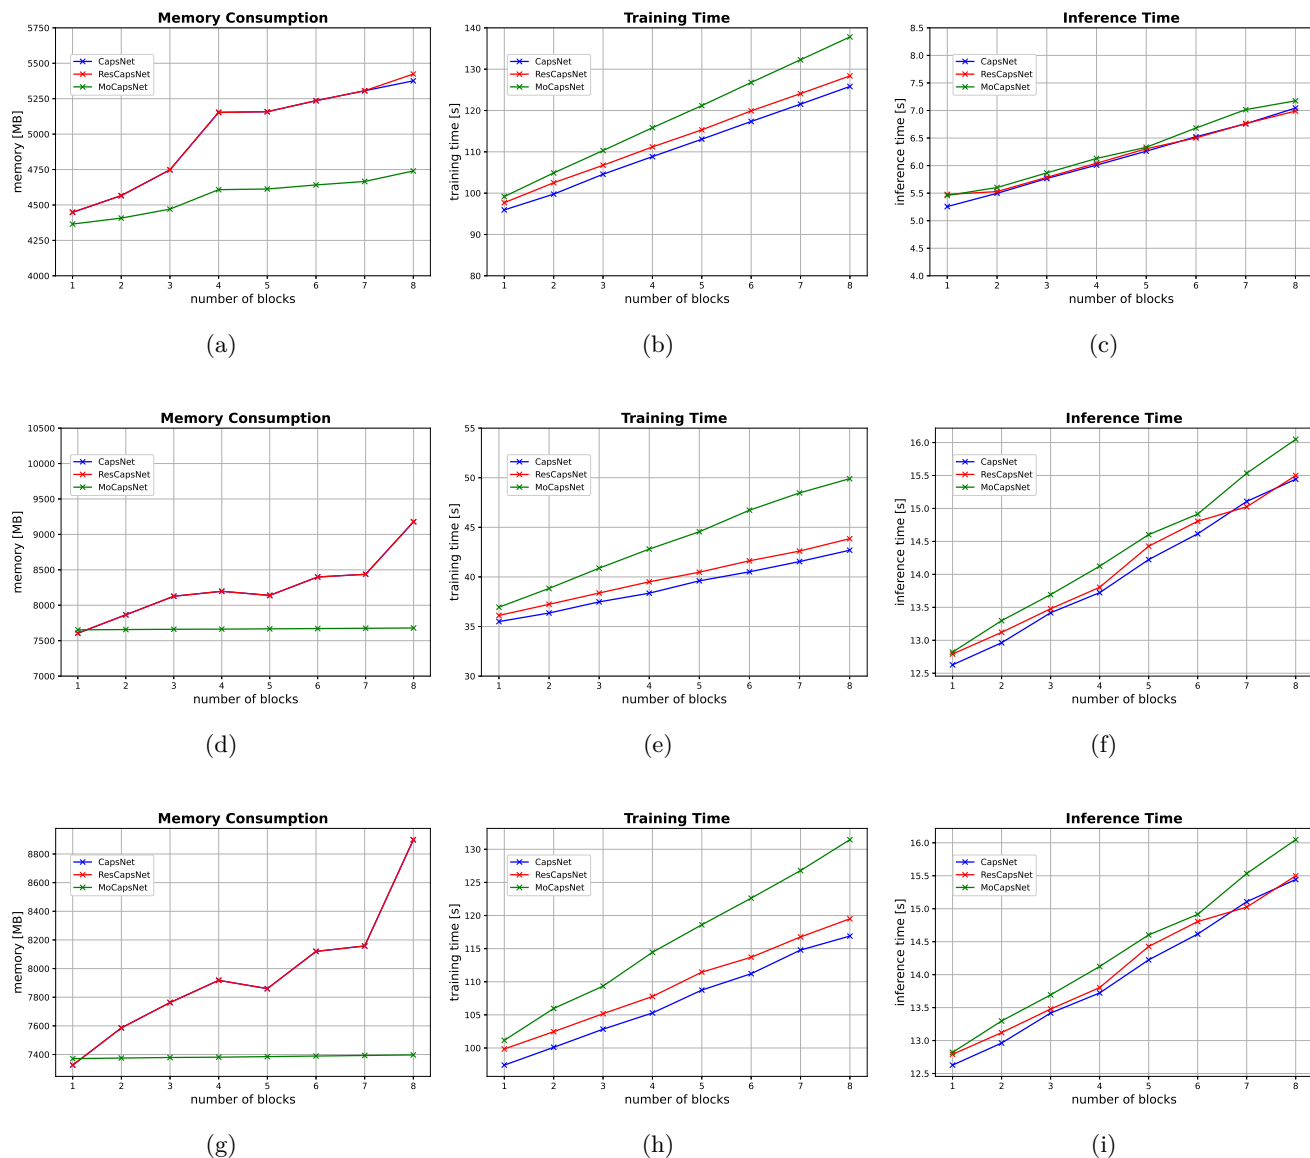 Memory Consumption
5750
5500
5250
5000
4750
4500
4250
4000
memory [MB]
CapsNet
ResCapsNet
MoCapsNet
1 2 3 4 5 6 7 8
number of blocks
(a)
Training Time
140
130
120
110
100
90
80
training time [s]
CapsNet
ResCapsNet
MoCapsNet
1 2 3 4 5 6 7 8
number of blocks
(b)
Inference Time
8.5
8.0
7.5
7.0
6.5
6.0
5.5
5.0
4.5
4.0
inference time [s]
CapsNet
ResCapsNet
MoCapsNet
1 2 3 4 5 6 7 8
number of blocks
(c)
Memory Consumption
10500
10000
9500
9000
8500
8000
7500
7000
memory [MB]
CapsNet
ResCapsNet
MoCapsNet
1 2 3 4 5 6 7 8
number of blocks
(d)
Training Time
55
50
45
40
35
30
training time [s]
CapsNet
ResCapsNet
MoCapsNet
1 2 3 4 5 6 7 8
number of blocks
(e)
Inference Time
16.0
15.5
15.0
14.5
14.0
13.5
13.0
12.5
inference time [s]
CapsNet
ResCapsNet
MoCapsNet
1 2 3 4 5 6 7 8
number of blocks
(f)
Memory Consumption
8800
8600
8400
8200
8000
7800
7600
7400
memory [MB]
CapsNet
ResCapsNet
MoCapsNet
1 2 3 4 5 6 7 8
number of blocks
(g)
Training Time
130
125
120
115
110
105
100
training time [s]
CapsNet
ResCapsNet
MoCapsNet
1 2 3 4 5 6 7 8
number of blocks
(h)
Inference Time
16.0
15.5
15.0
14.5
14.0
13.5
13.0
12.5
inference time [s]
CapsNet
ResCapsNet
MoCapsNet
1 2 3 4 5 6 7 8
number of blocks
(i)